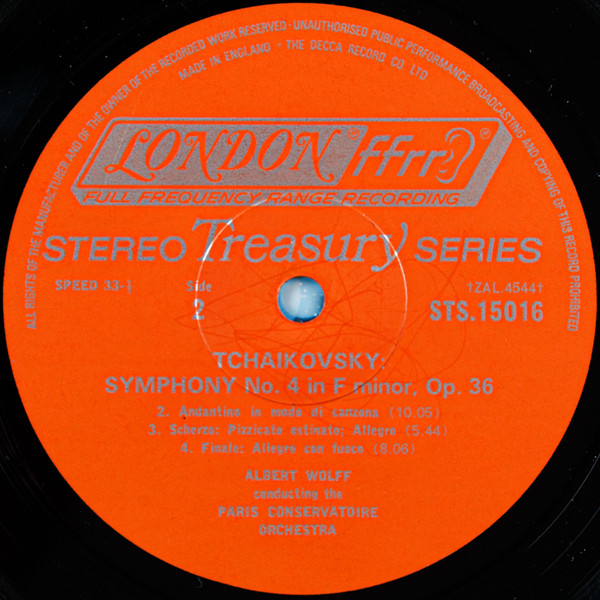 ALL RIGHTS OF THE MANUFACTURER AND OF THE OWNER OF THE RECORDED WORK RESERVED · UNAUTHORISED PUBLIC PERFORMANCE BROADCASTING AND COPYING OF THIS RECORD PROHIBITED
MADE IN ENGLAND · THE DECCA RECORD CO LTD
LONDON ® ffrr ®
FULL FREQUENCY RANGE RECORDING
STEREO Treasury SERIES
SPEED 33-⅓ Side †ZAL.4544†
2 STS.15016
TCHAIKOVSKY:
SYMPHONY No. 4 in F minor, Op. 36
2. Andantino in modo di canzona (10.05)
3. Scherzo: Pizzicato ostinato; Allegro (5.44)
4. Finale: Allegro con fuoco (8.06)
ALBERT WOLFF
conducting the
PARIS CONSERVATOIRE
ORCHESTRA